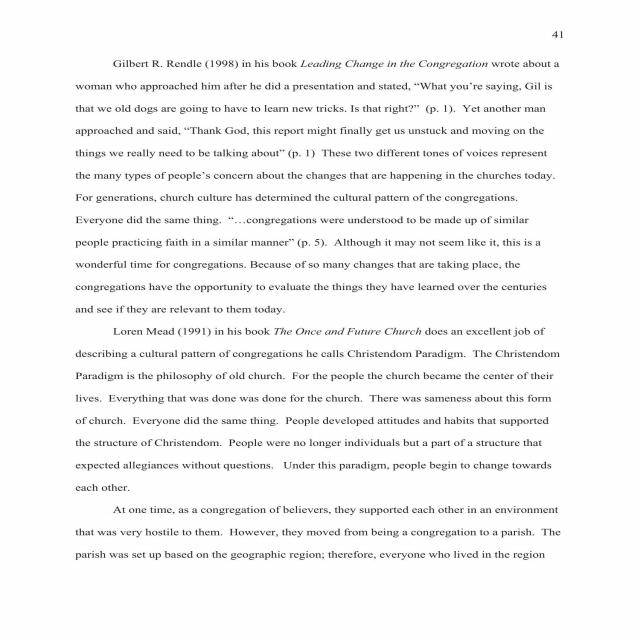 41
Gilbert R. Rendle (1998) in his book Leading Change in the Congregation wrote about a
woman who approached him after he did a presentation and stated, “What you’re saying, Gil is
that we old dogs are going to have to learn new tricks. Is that right?”  (p. 1).  Yet another man
approached and said, “Thank God, this report might finally get us unstuck and moving on the
things we really need to be talking about” (p. 1)  These two different tones of voices represent
the many types of people’s concern about the changes that are happening in the churches today.
For generations, church culture has determined the cultural pattern of the congregations.
Everyone did the same thing.  “…congregations were understood to be made up of similar
people practicing faith in a similar manner” (p. 5).  Although it may not seem like it, this is a
wonderful time for congregations. Because of so many changes that are taking place, the
congregations have the opportunity to evaluate the things they have learned over the centuries
and see if they are relevant to them today.
Loren Mead (1991) in his book The Once and Future Church does an excellent job of
describing a cultural pattern of congregations he calls Christendom Paradigm.  The Christendom
Paradigm is the philosophy of old church.  For the people the church became the center of their
lives.  Everything that was done was done for the church.  There was sameness about this form
of church.  Everyone did the same thing.  People developed attitudes and habits that supported
the structure of Christendom.  People were no longer individuals but a part of a structure that
expected allegiances without questions.   Under this paradigm, people begin to change towards
each other.
At one time, as a congregation of believers, they supported each other in an environment
that was very hostile to them.  However, they moved from being a congregation to a parish.  The
parish was set up based on the geographic region; therefore, everyone who lived in the region